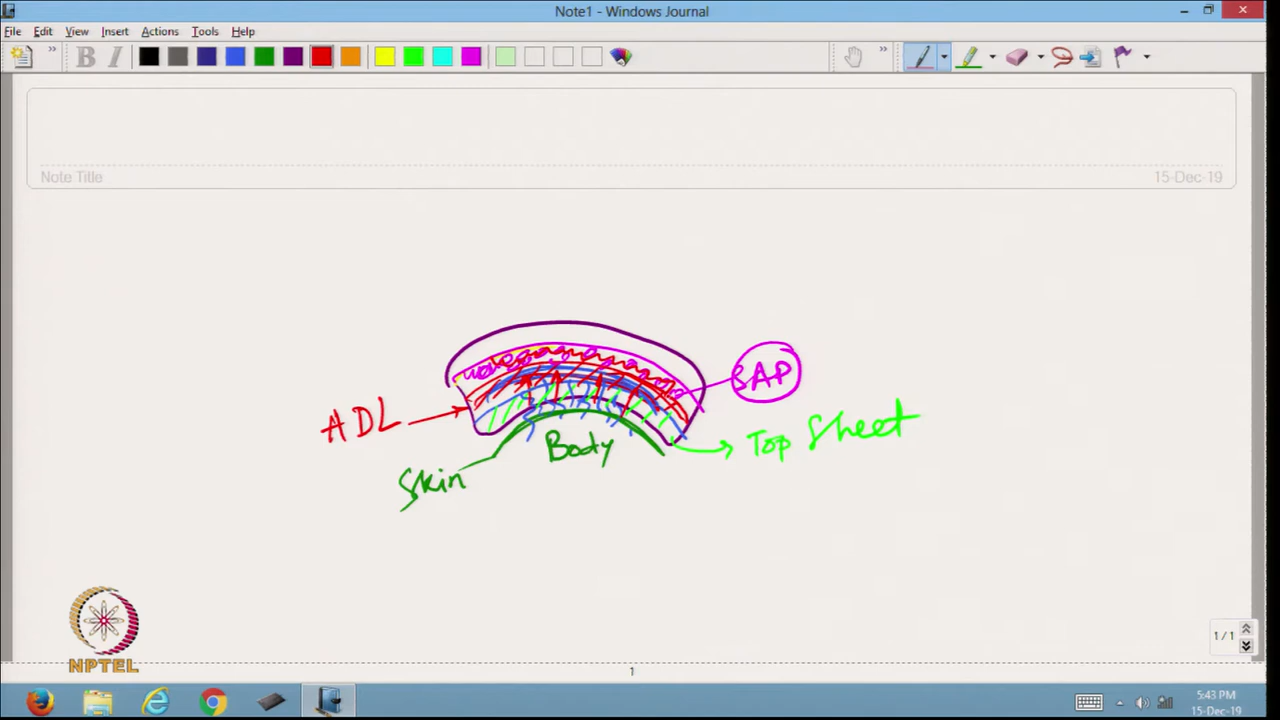 Note1 - Windows Journal
File Edit View Insert Actions Tools Help
B I
Note Title
15-Dec-19
SAP
ADL
Top Sheet
Body
Skin
NPTEL
1 / 1
1
5:43 PM
15-Dec-19